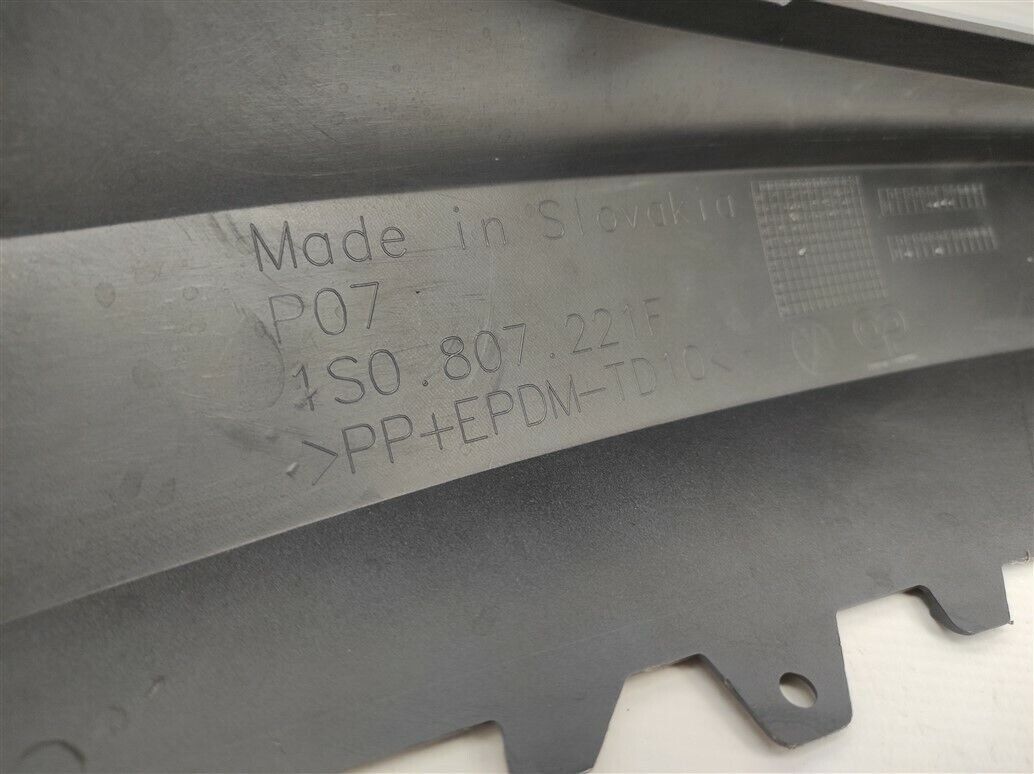 Made in Slovakia
P07
1S0.807.221F
>PP+EPDM-TD10<